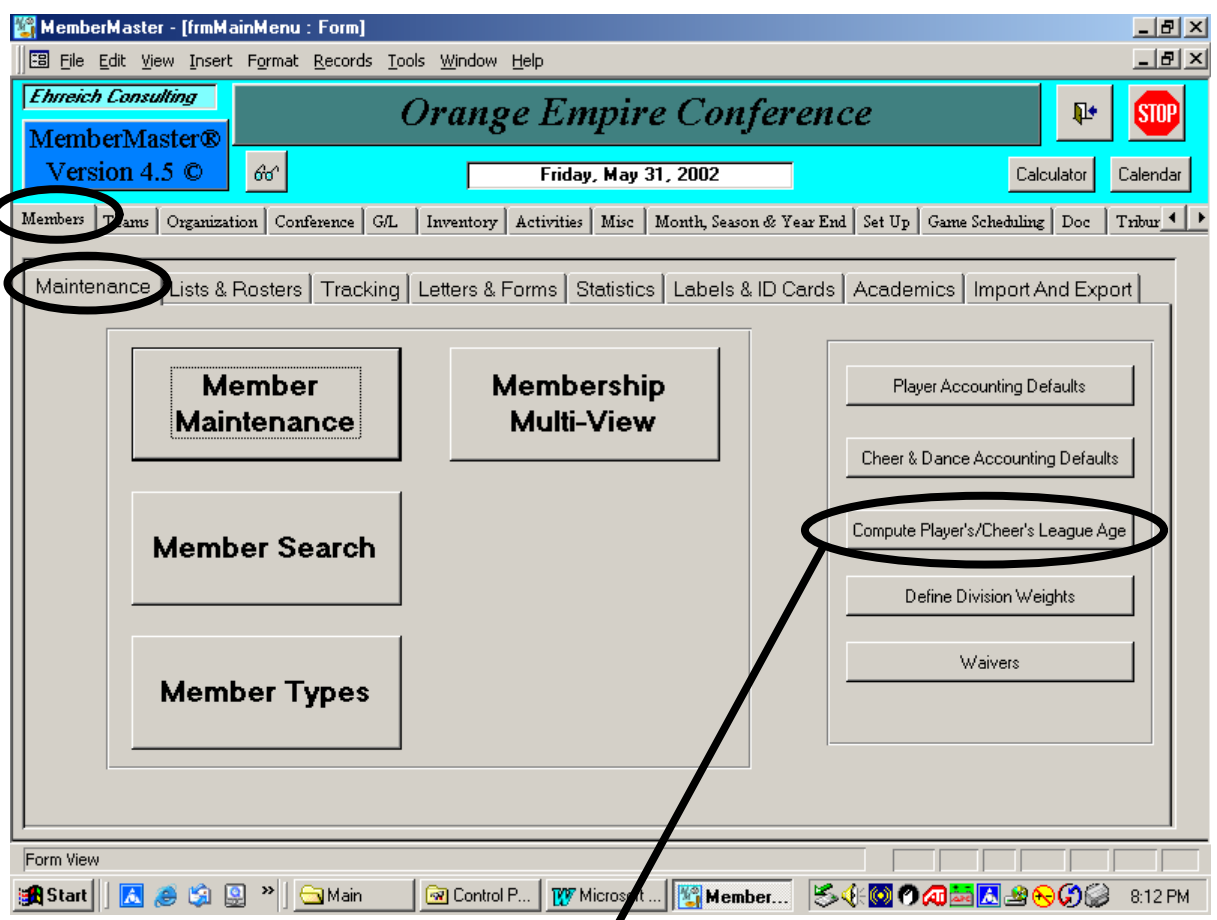 MemberMaster - [frmMainMenu : Form]
File Edit View Insert Format Records Tools Window Help
Ehrreich Consulting
Orange Empire Conference
STOP
MemberMaster®
Version 4.5 ©
Friday, May 31, 2002
Calculator Calendar
Members Teams Organization Conference G/L Inventory Activities Misc Month, Season & Year End Set Up Game Scheduling Doc Tribur
Maintenance Lists & Rosters Tracking Letters & Forms Statistics Labels & ID Cards Academics Import And Export
Member
Maintenance
Membership
Multi-View
Player Accounting Defaults
Cheer & Dance Accounting Defaults
Member Search
Compute Player's/Cheer's League Age
Define Division Weights
Member Types
Waivers
Form View
Start Main Control P... Microsoft ... Member... 8:12 PM